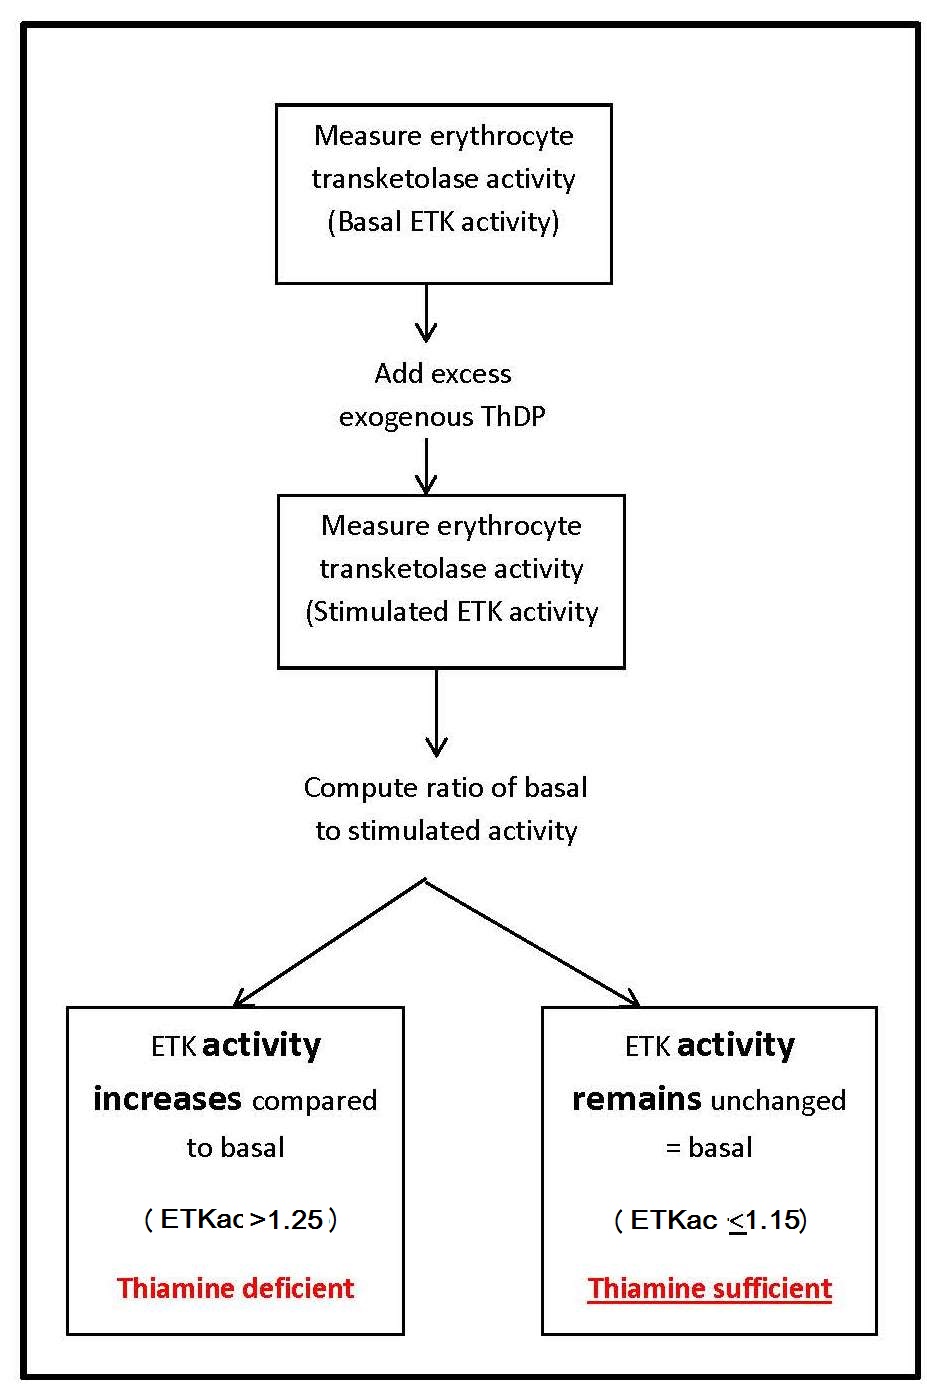 Measure erythrocyte
transketolase activity
(Basal ETK activity)
Add excess
exogenous ThDP
Measure erythrocyte
transketolase activity
(Stimulated ETK activity
Compute ratio of basal
to stimulated activity
ETK activity
increases compared
to basal
( ETKac >1.25 )
Thiamine deficient
ETK activity
remains unchanged
= basal
( ETKac ≤1.15)
Thiamine sufficient